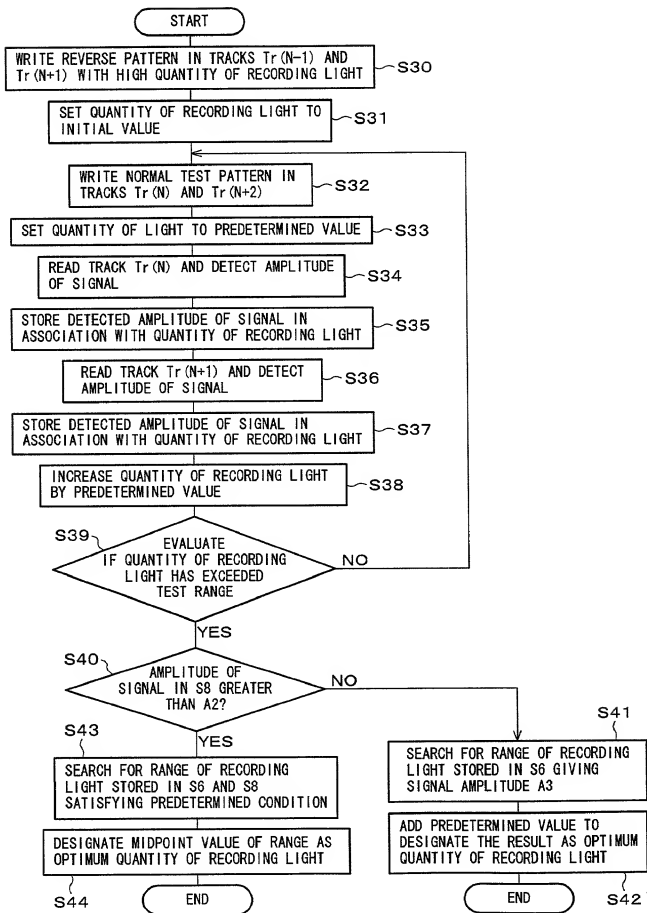 START
WRITE REVERSE PATTERN IN TRACKS Tr(N-1) AND
Tr(N+1) WITH HIGH QUANTITY OF RECORDING LIGHT
S30
SET QUANTITY OF RECORDING LIGHT TO
INITIAL VALUE
S31
WRITE NORMAL TEST PATTERN IN
TRACKS Tr(N) AND Tr(N+2)
S32
SET QUANTITY OF LIGHT TO PREDETERMINED VALUE
S33
READ TRACK Tr(N) AND DETECT AMPLITUDE
OF SIGNAL
S34
STORE DETECTED AMPLITUDE OF SIGNAL IN
ASSOCIATION WITH QUANTITY OF RECORDING LIGHT
S35
READ TRACK Tr(N+1) AND DETECT
AMPLITUDE OF SIGNAL
S36
STORE DETECTED AMPLITUDE OF SIGNAL IN
ASSOCIATION WITH QUANTITY OF RECORDING LIGHT
S37
INCREASE QUANTITY OF RECORDING LIGHT
BY PREDETERMINED VALUE
S38
S39
EVALUATE
IF QUANTITY OF RECORDING
LIGHT HAS EXCEEDED
TEST RANGE
NO
YES
S40
AMPLITUDE OF
SIGNAL IN S8 GREATER
THAN A2?
NO
YES
S43
SEARCH FOR RANGE OF RECORDING
LIGHT STORED IN S6 AND S8
SATISFYING PREDETERMINED CONDITION
DESIGNATE MIDPOINT VALUE OF RANGE AS
OPTIMUM QUANTITY OF RECORDING LIGHT
S44
END
S41
SEARCH FOR RANGE OF RECORDING
LIGHT STORED IN S6 GIVING
SIGNAL AMPLITUDE A3
ADD PREDETERMINED VALUE TO
DESIGNATE THE RESULT AS OPTIMUM
QUANTITY OF RECORDING LIGHT
S42
END